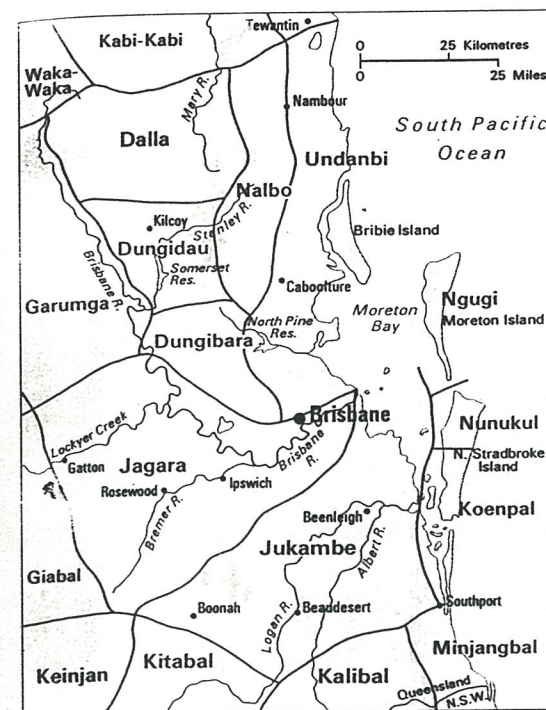 Tewantin
Kabi-Kabi
0 25 Kilometres
0 25 Miles
Waka-
Waka
Mary R.
Nambour
South Pacific
Ocean
Dalla
Undanbi
Nalbo
Kilcoy
Stanley R.
Bribie Island
Dungidau
Brisbane R.
Somerset
Res.
Garumga
Caboolture
Ngugi
Moreton
Bay
Moreton Island
North Pine
Res.
Dungibara
Brisbane
Nunukul
Lockyer Creek
Brisbane
R.
N. Stradbroke
Island
Gatton
Jagara
Ipswich
Rosewood
Koenpal
Bremer R.
Beenleigh
Jukambe
Albert R.
Giabal
Boonah
Logan R.
Beaudesert
Southport
Minjangbal
Keinjan
Kitabal
Kalibal
Queensland
N.S.W.